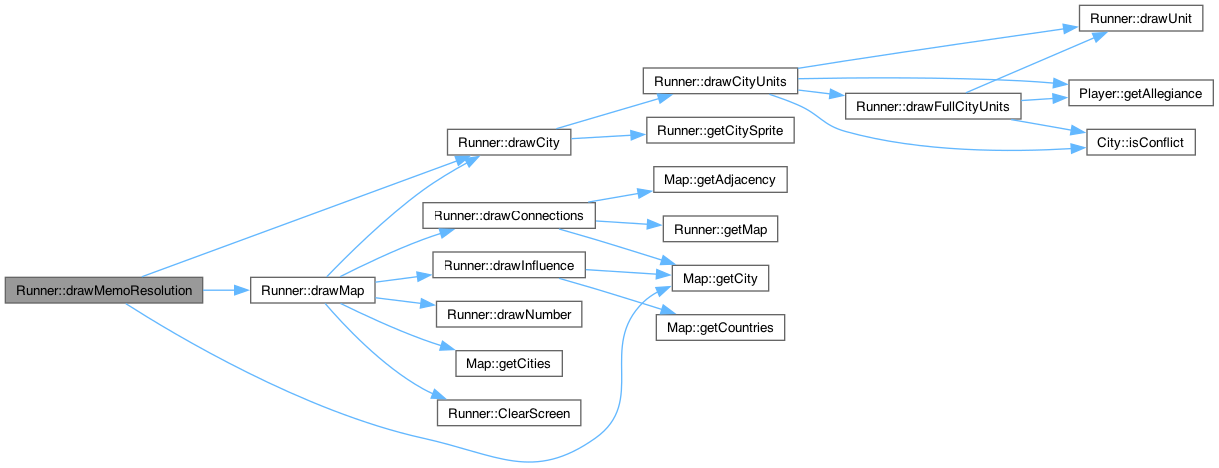 Runner::drawMemoResolution
Runner::drawMap
Runner::drawCity
Runner::drawConnections
Runner::drawInfluence
Runner::drawNumber
Map::getCities
Runner::ClearScreen
Runner::drawCityUnits
Runner::getCitySprite
Map::getAdjacency
Runner::getMap
Map::getCity
Map::getCountries
Runner::drawFullCityUnits
Runner::drawUnit
Player::getAllegiance
City::isConflict